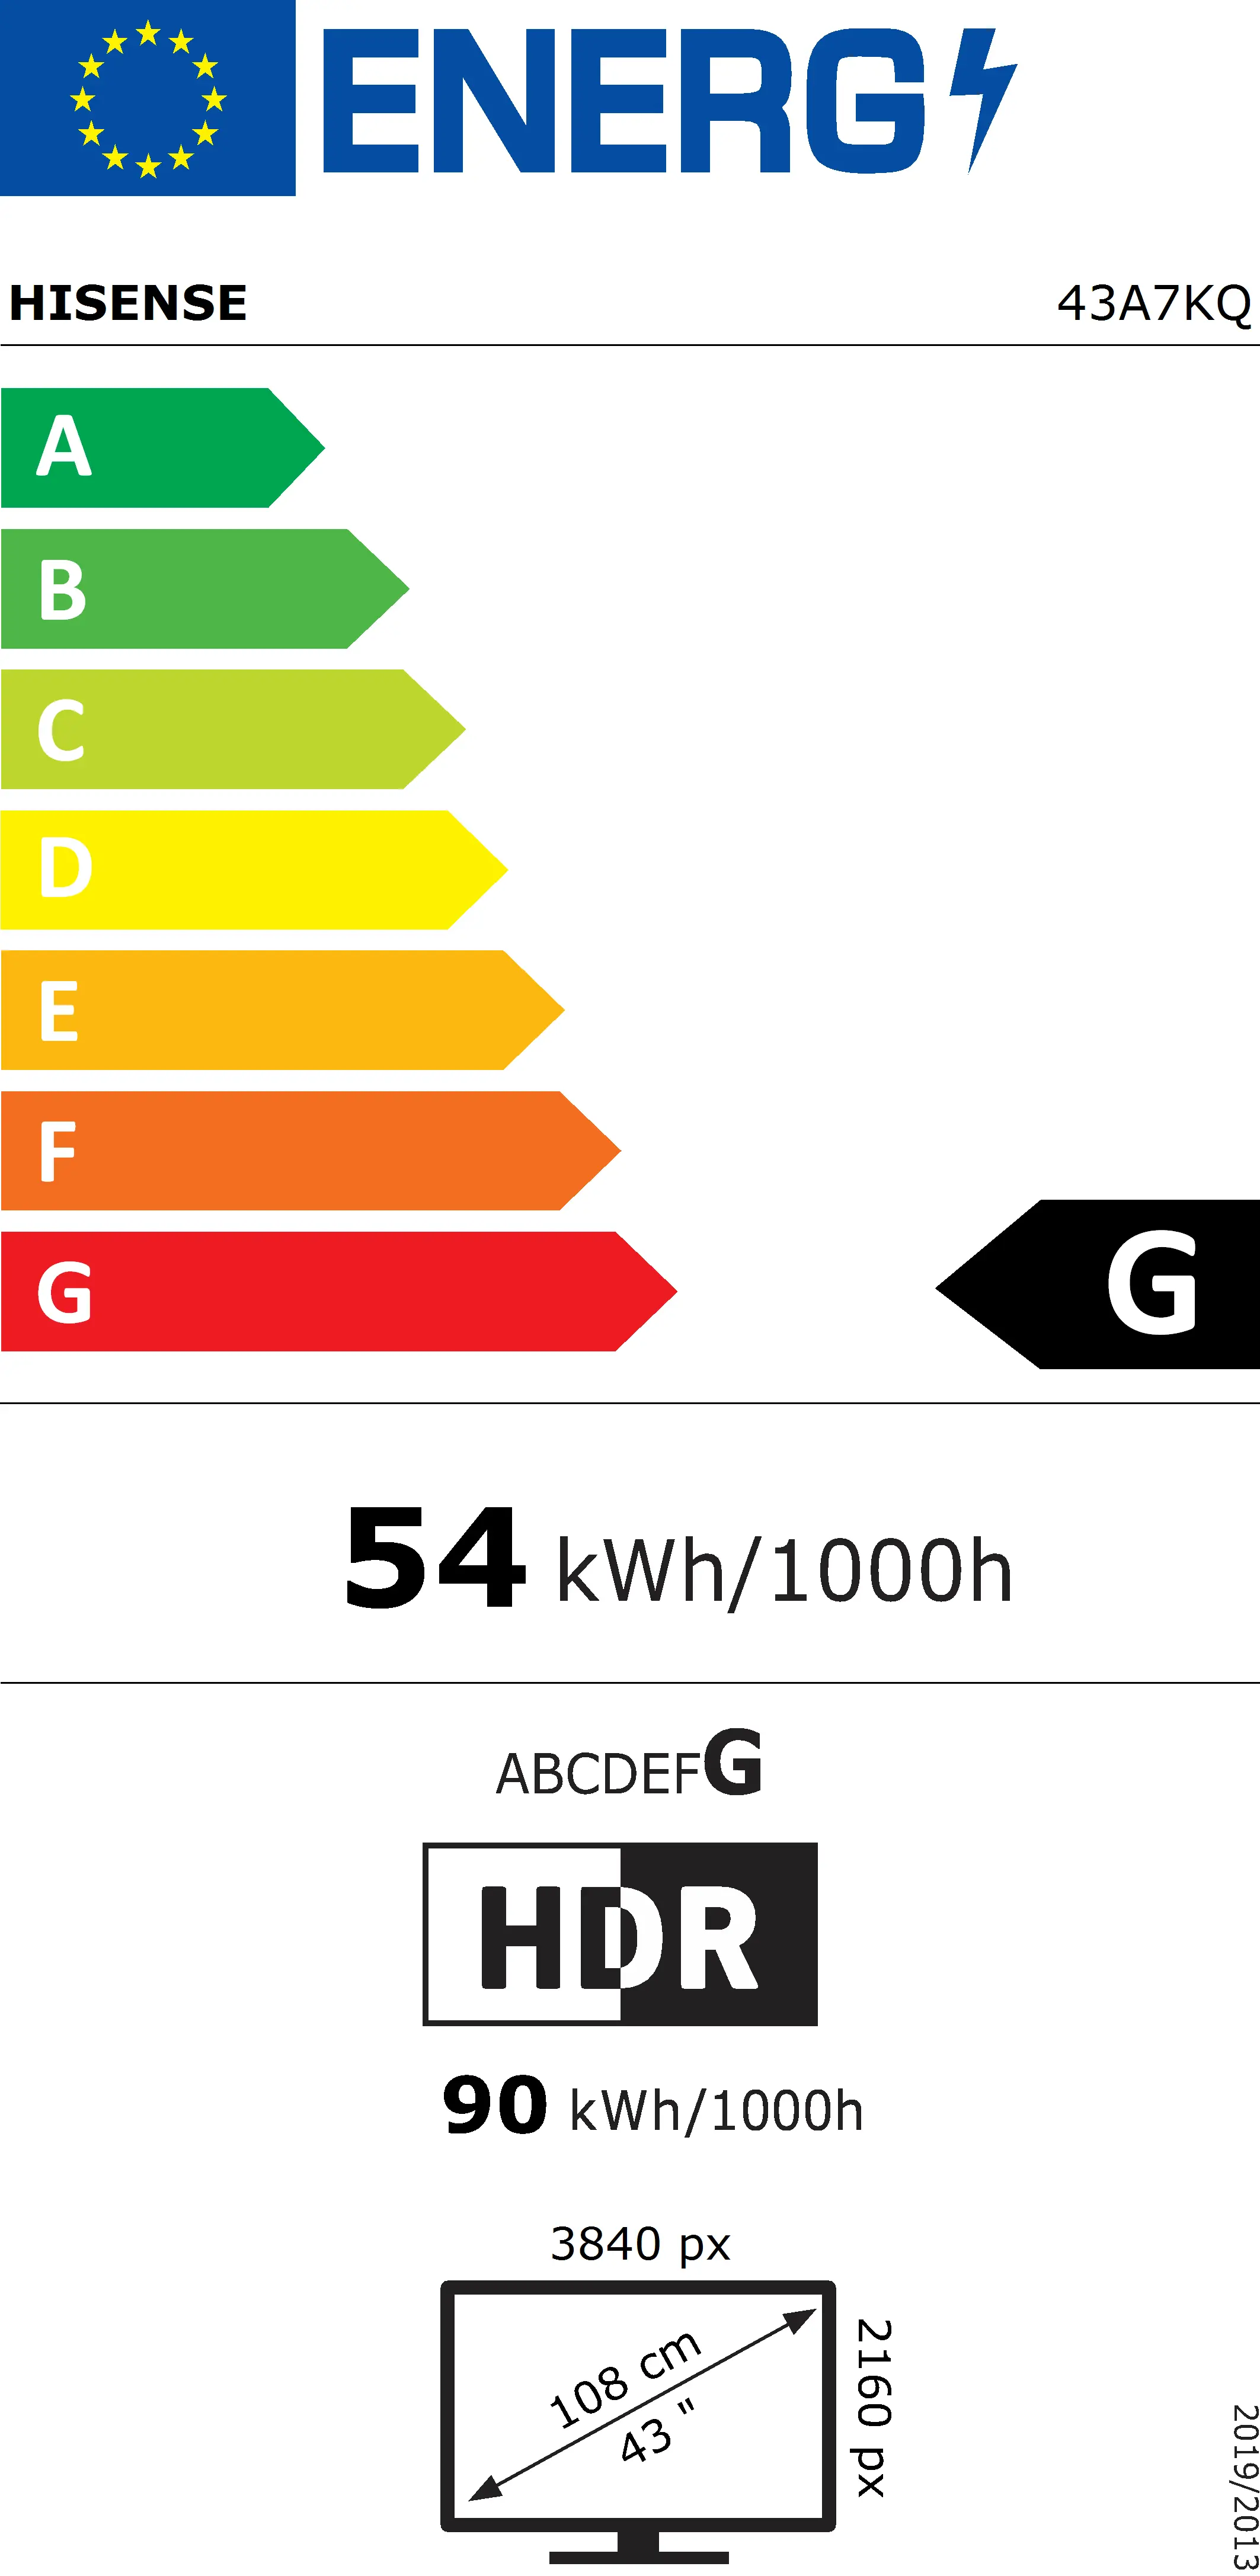 ENERG
HISENSE 43A7KQ
A
B
C
D
E
F
G
G
54 kWh/1000h
ABCDEFG
HDR
90 kWh/1000h
3840 px
108 cm
43 "
2160 px
2019/2013